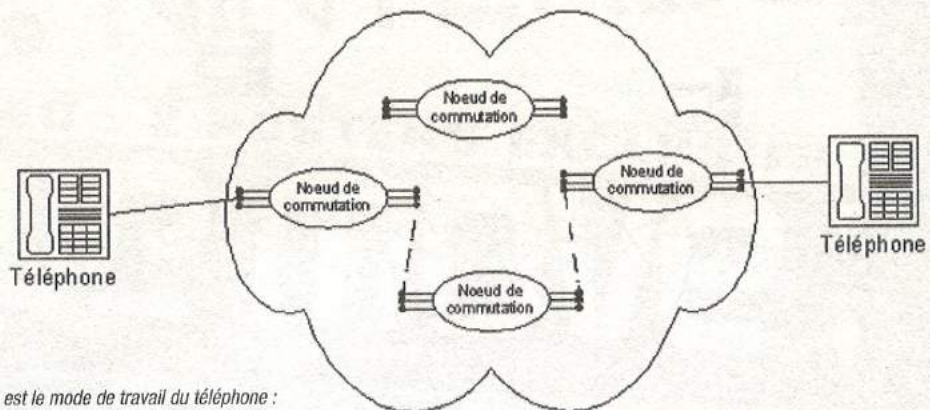 Noeud de
commutation
Noeud de
commutation
Noeud de
commutation
Téléphone
Téléphone
Noeud de
commutation
est le mode de travail du téléphone :